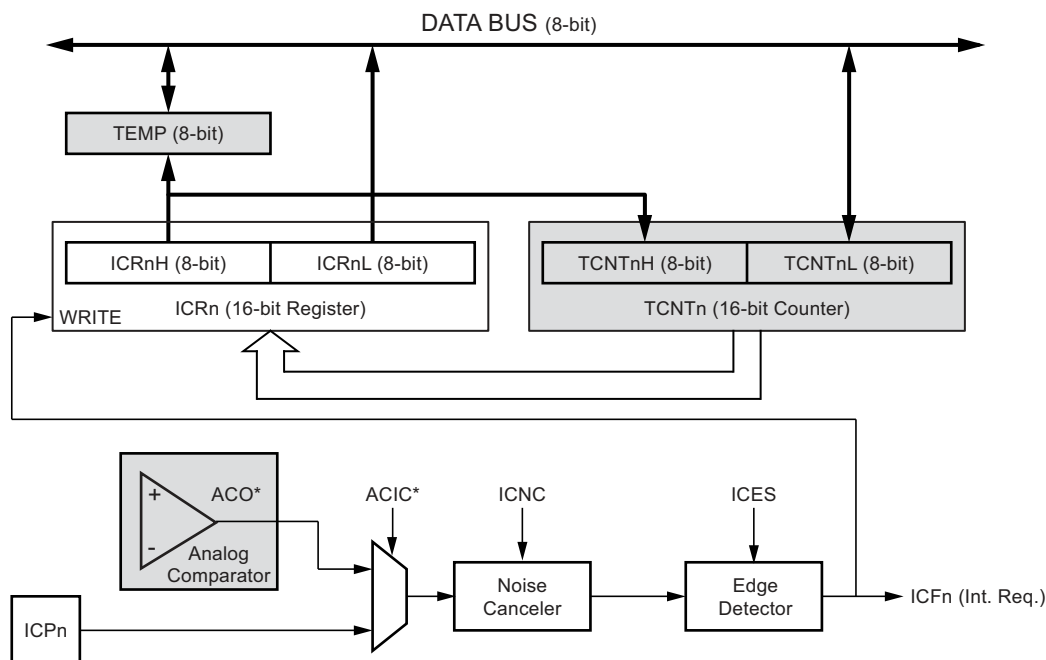 DATA BUS (8-bit)
TEMP (8-bit)
ICRnH (8-bit)
ICRnL (8-bit)
TCNTnH (8-bit)
TCNTnL (8-bit)
WRITE
ICRn (16-bit Register)
TCNTn (16-bit Counter)
+
-
ACO*
Analog
Comparator
ACIC*
ICNC
ICES
Noise
Canceler
Edge
Detector
ICFn (Int. Req.)
ICPn